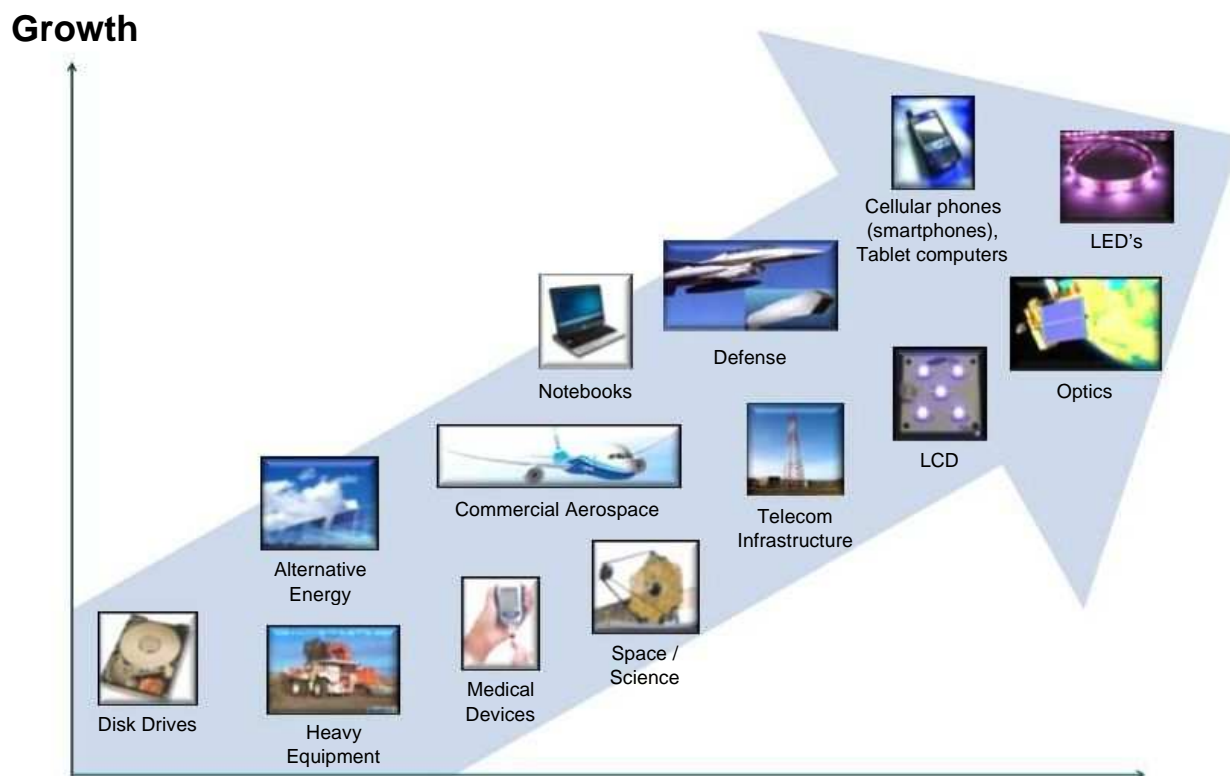 Growth
Cellular phones
(smartphones),
Tablet computers
LED's
Defense
Notebooks
Optics
LCD
Commercial Aerospace
Telecom
Infrastructure
Alternative
Energy
Space /
Science
Medical
Devices
Disk Drives
Heavy
Equipment